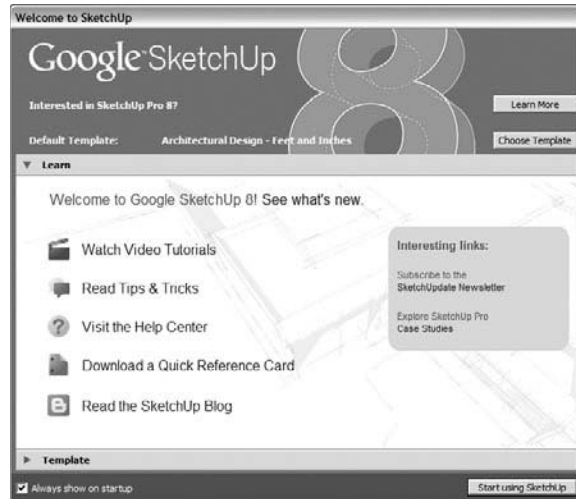 Welcome to SketchUp
Google SketchUp
8
Interested in SketchUp Pro 8?
Learn More
Default Template: Architectural Design - Feet and Inches
Choose Template
Learn
Welcome to Google SketchUp 8! See what's new.
Watch Video Tutorials
Read Tips & Tricks
Visit the Help Center
Download a Quick Reference Card
Read the SketchUp Blog
Interesting links:
Subscribe to the
SketchUpdate Newsletter
Explore SketchUp Pro
Case Studies
Template
Always show on startup
Start using SketchUp